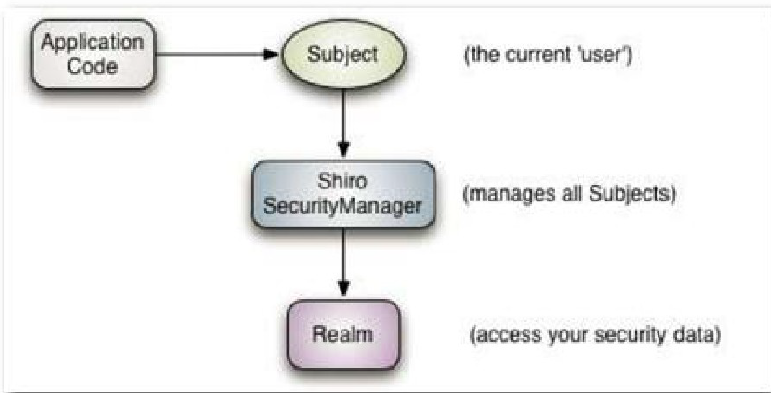 Application
Code
Subject
(the current 'user')
Shiro
SecurityManager
(manages all Subjects)
Realm
(access your security data)